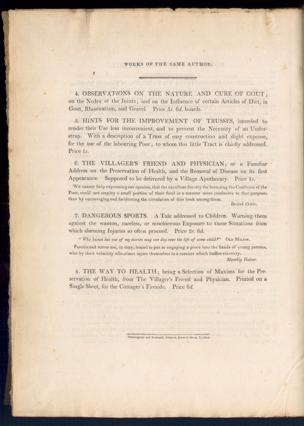 WORKS OF THE SAME AUTHOR.
4. OBSERVATIONS ON THE NATURE AND CURE OF GOUT;
on the Nodes of the Joints; and on the Influence of certain Articles of Diet, in
Gout, Rheumatism, and Gravel. Price 5s. 6d. boards.
5. HINTS FOR THE IMPROVEMENT OF TRUSSES, intended to
render their Use less inconvenient, and to prevent the Necessity of an Under-
strap. With a description of a Truss of easy construction and slight expense,
for the use of the labouring Poor, to whom this little Tract is chiefly addressed.
Price 1s.
6. THE VILLAGER'S FRIEND AND PHYSICIAN; or a Familiar
Address on the Preservation of Health, and the Removal of Disease on its first
Appearance. Supposed to be delivered by a Village Apothecary. Price 1s.
We cannot help expressing our opinion, that the societies for bettering the Condition of the
Poor, could not employ a small portion of their fund in a manner more conducive to that purpose,
than by encouraging and facilitating the circulation of this book among them.
British Critic.
7. DANGEROUS SPORTS. A Tale addressed to Children. Warning them
against the wanton, careless, or mischievous Exposure to those Situations from
which alarming Injuries so often proceed. Price 2s. 6d.
"Who knows but one of my stories may one day save the life of some child?" OLD MILSON.
Parents and nurses are, in duty, bound to put so engaging a piece into the hands of young persons,
who by their volatility oftentimes injure themselves in a manner which baffles recovery.
Monthly Review.
8. THE WAY TO HEALTH; being a Selection of Maxims for the Pre-
servation of Health, from The Villager's Friend and Physician. Printed on a
Single Sheet, for the Cottager's Fireside. Price 6d.